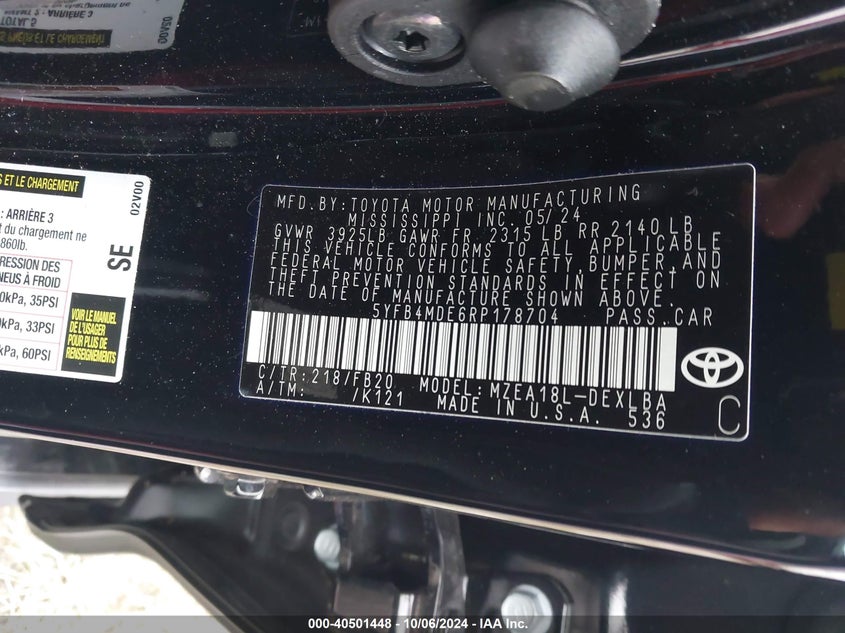 S ET LE CHARGEMENT
: ARRIÈRE 3
t du chargement ne
860lb.
RESSION DES
NEUS À FROID
0kPa, 35PSI
0kPa, 33PSI
kPa, 60PSI
VOIR LE MANUEL
DE L'USAGER
POUR PLUS DE
RENSEIGNEMENTS
SE
02V00
MFD. BY: TOYOTA MOTOR MANUFACTURING
MISSISSIPPI INC. 05/24
GVWR 3925LB GAWR FR 2315 LB RR 2140 LB
THIS VEHICLE CONFORMS TO ALL APPLICABLE
FEDERAL MOTOR VEHICLE SAFETY, BUMPER, AND
THEFT PREVENTION STANDARDS IN EFFECT ON
THE DATE OF MANUFACTURE SHOWN ABOVE.
5YFB4MDE6RP178704 PASS. CAR
C/TR: 218/FB20 MODEL: MZEA18L-DEXLBA
A/TM: /K121 MADE IN U.S.A. 536
C
000-40501448 - 10/06/2024 - IAA Inc.